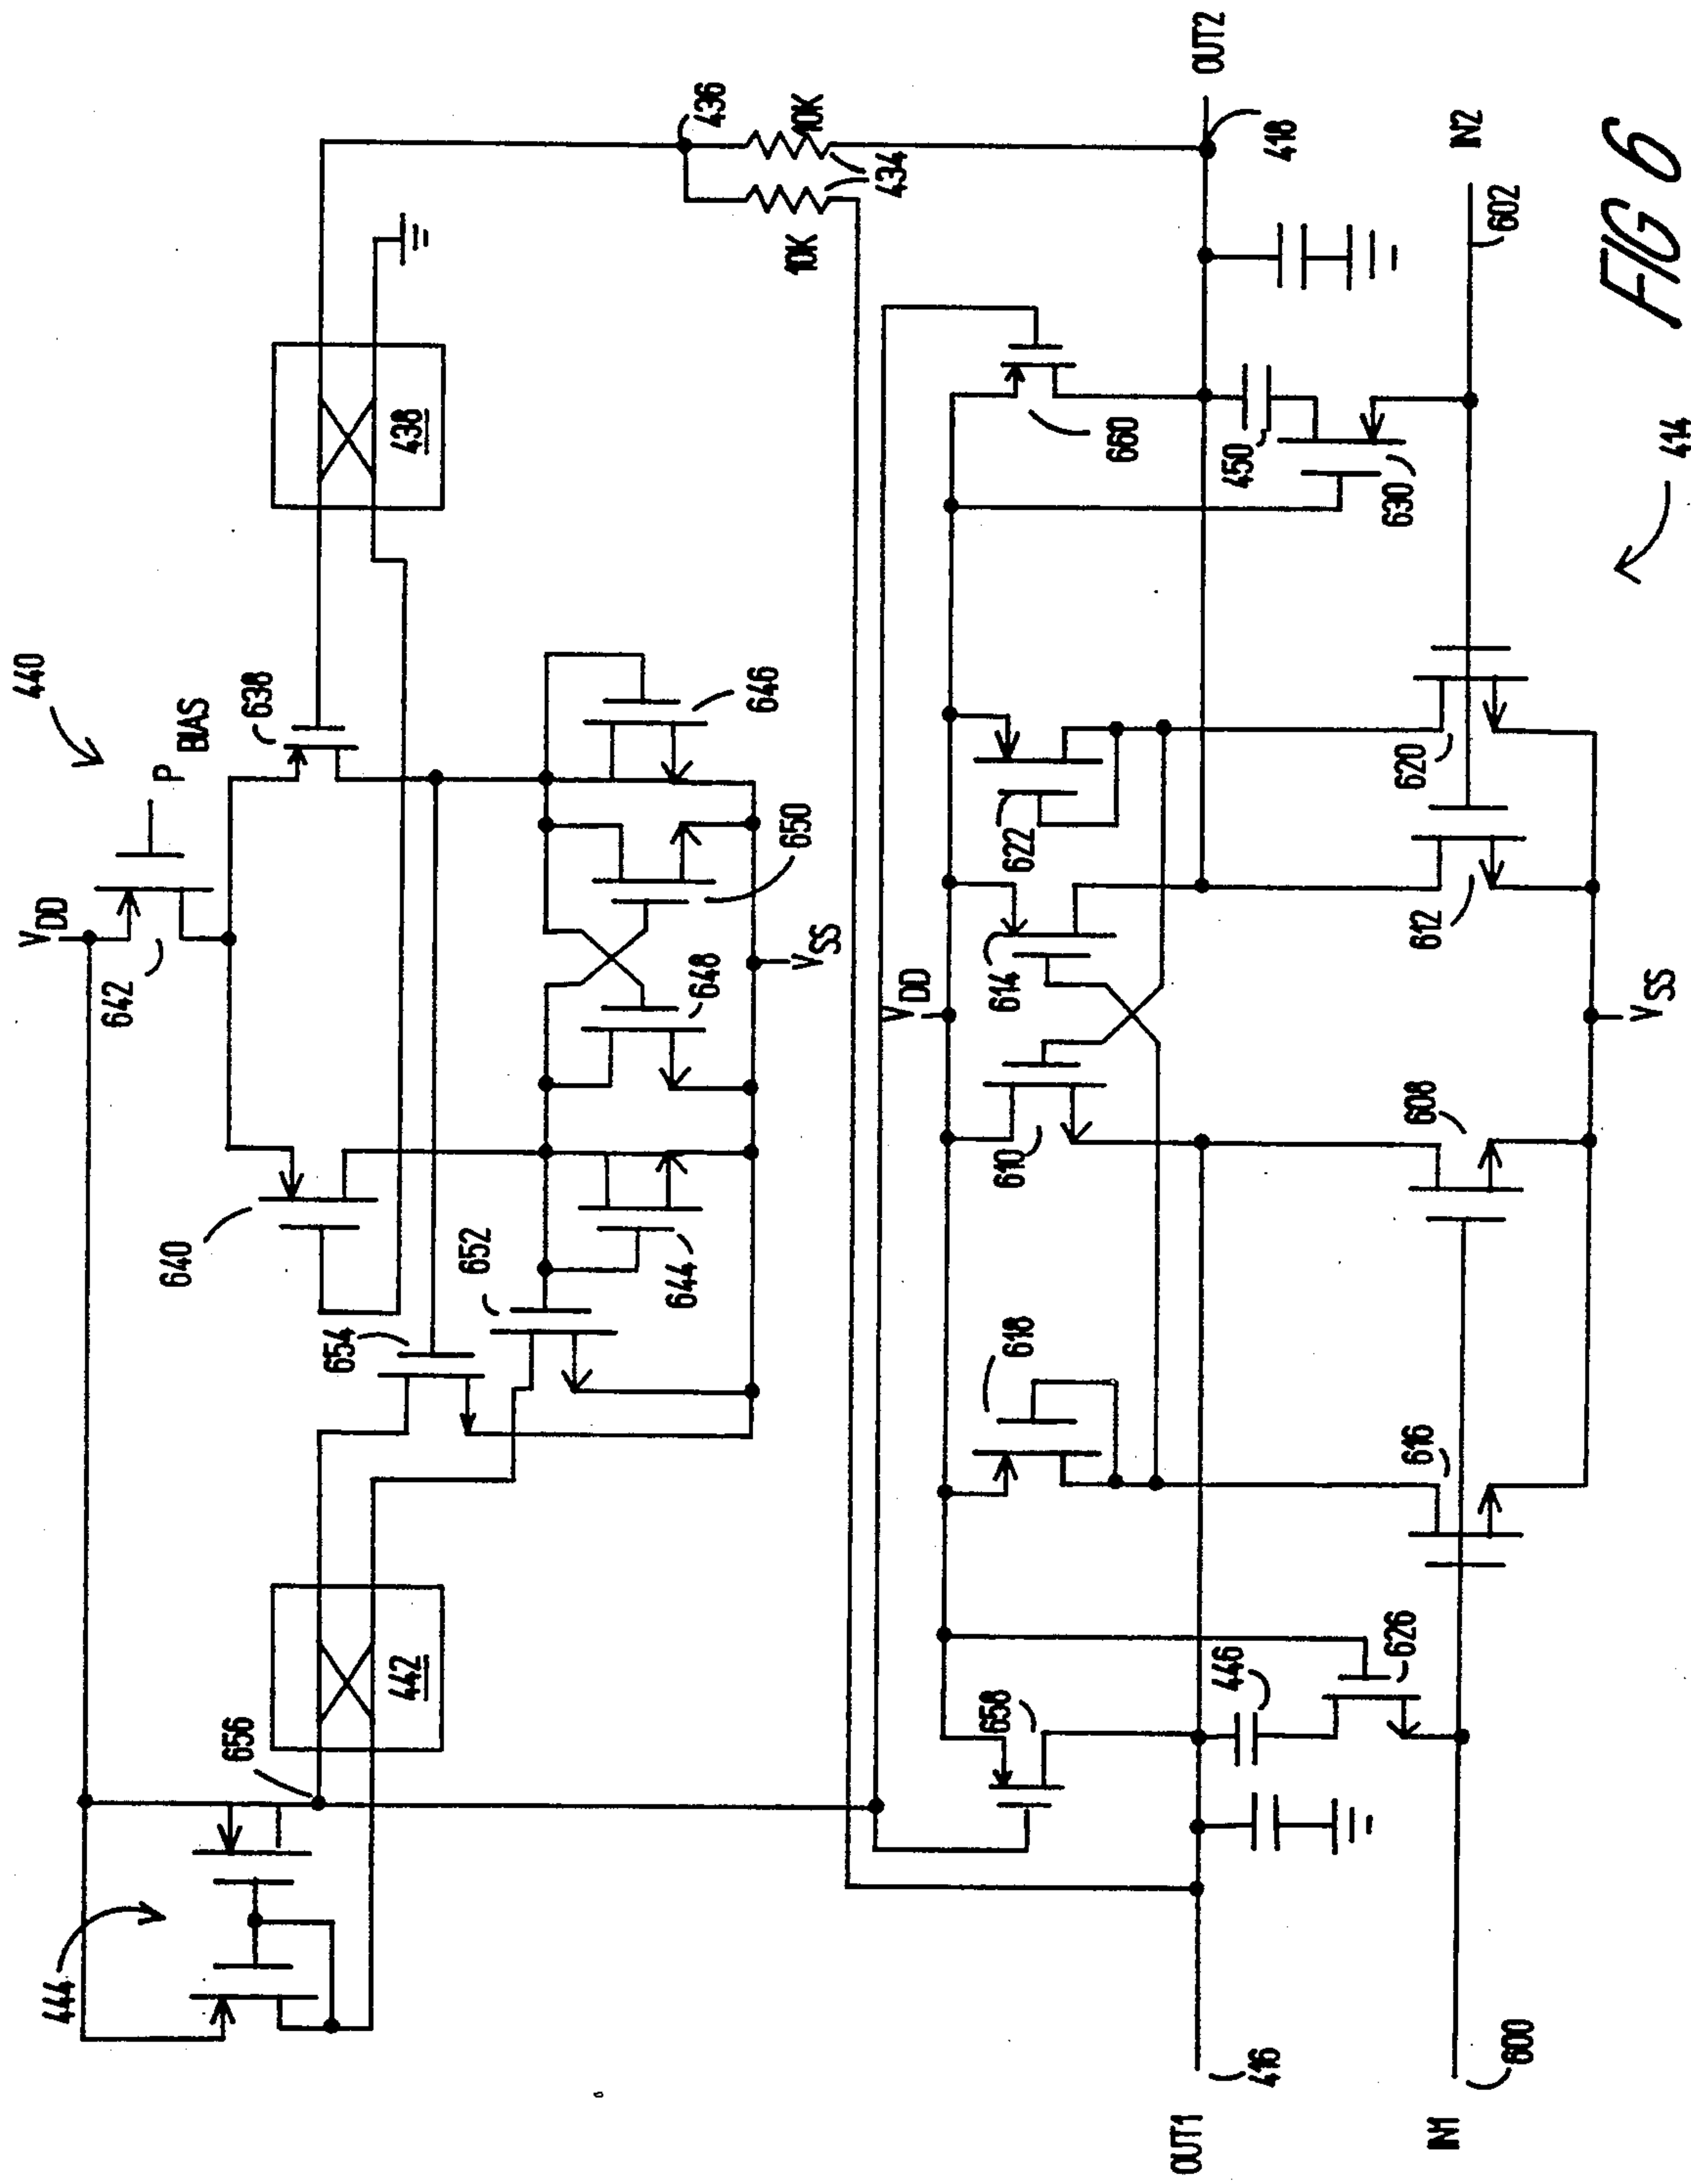 440
V DD
P BIAS
642
638
640
654
652
644
646
648
650
V SS
438
442
444
656
436
10K
10K
434
V DD
660
658
618
610
614
622
OUT1
416
OUT2
418
446
626
450
630
616
608
612
620
IN1
600
IN2
602
V SS
414
FIG 6